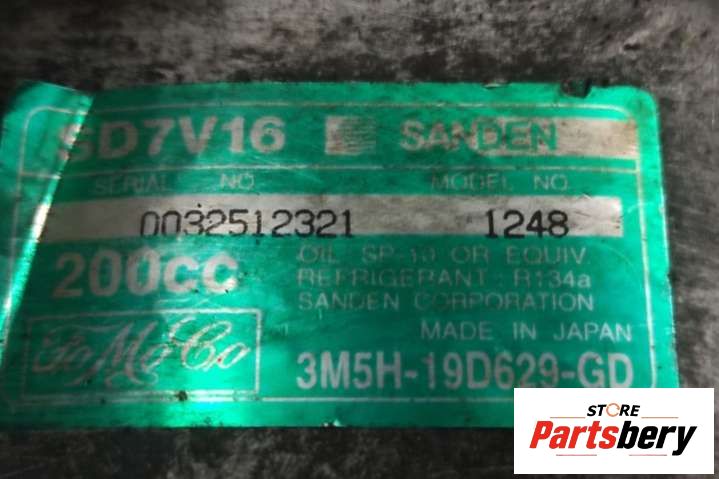 SD7V16 SANDEN
SERIAL NO. MODEL NO.
0032512321 1248
200CC
OIL SP-10 OR EQUIV.
REFRIGERANT R134a
SANDEN CORPORATION
FoMoCo
MADE IN JAPAN
3M5H-19D629-GD
STORE
Partsbery